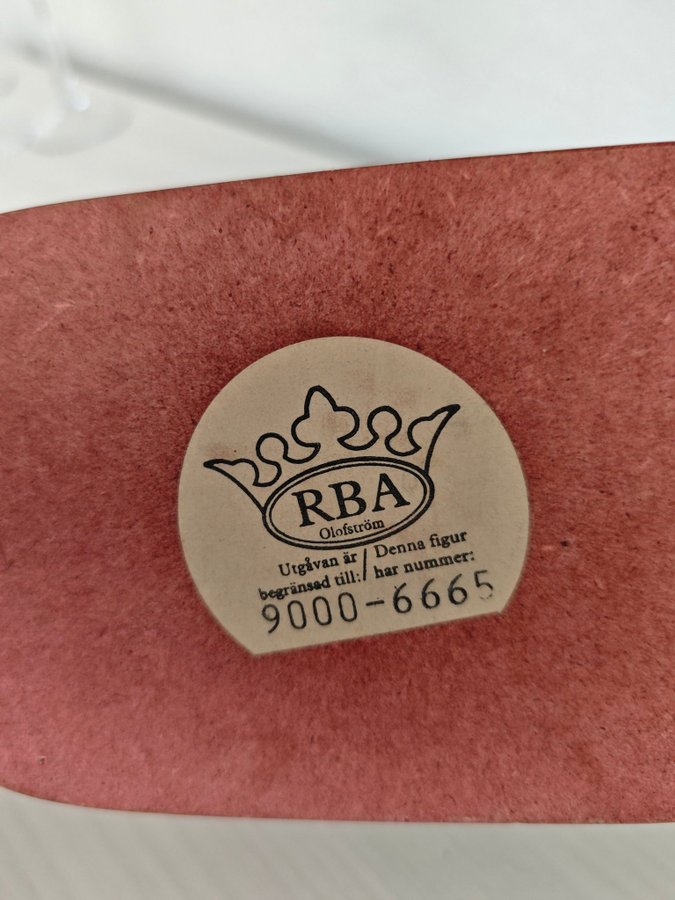 RBA
Olofström
Utgåvan är / Denna figur
begränsad till: / har nummer:
9000-6665